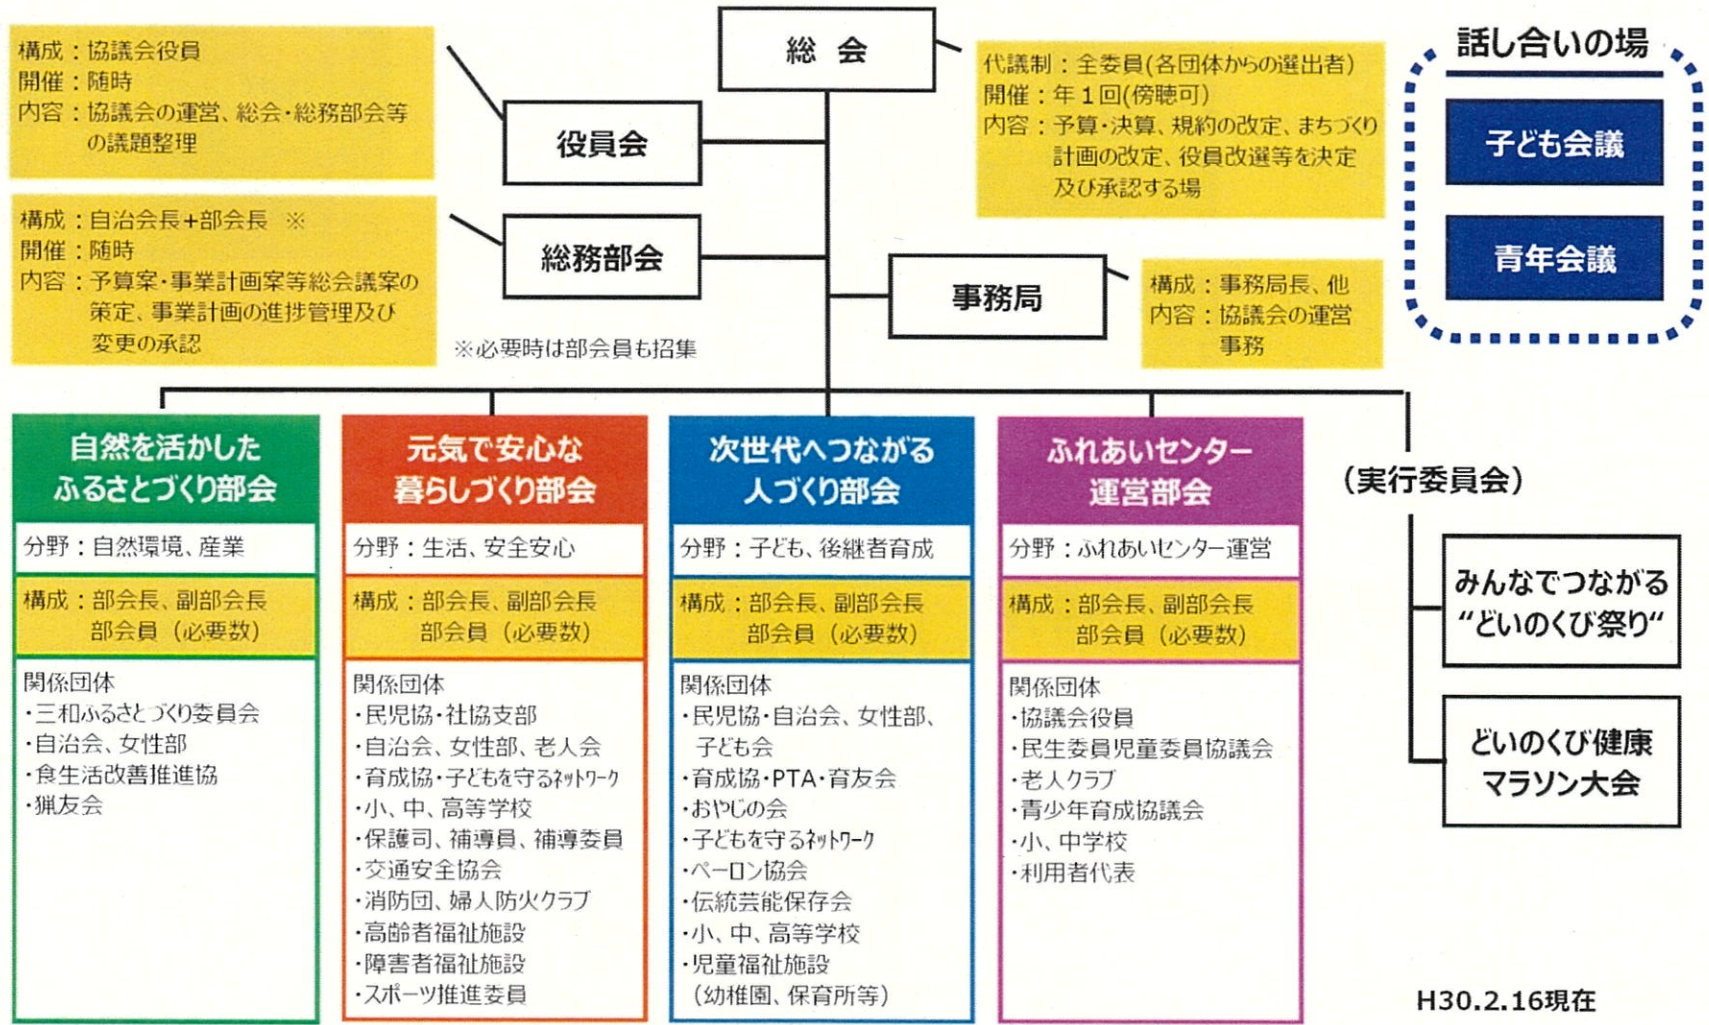 総 会
代議制：全委員(各団体からの選出者)
開催：年１回(傍聴可)
内容：予算・決算、規約の改定、まちづくり
計画の改定、役員改選等を決定
及び承認する場
構成：協議会役員
開催：随時
内容：協議会の運営、総会・総務部会等
の議題整理
役員会
構成：自治会長+部会長 ※
開催：随時
内容：予算案・事業計画案等総会議案の
策定、事業計画の進捗管理及び
変更の承認
総務部会
※必要時は部会員も招集
事務局
構成：事務局長、他
内容：協議会の運営
事務
話し合いの場
子ども会議
青年会議
自然を活かした
ふるさとづくり部会
分野：自然環境、産業
構成：部会長、副部会長
部会員（必要数）
関係団体
・三和ふるさとづくり委員会
・自治会、女性部
・食生活改善推進協
・猟友会
元気で安心な
暮らしづくり部会
分野：生活、安全安心
構成：部会長、副部会長
部会員（必要数）
関係団体
・民児協・社協支部
・自治会、女性部、老人会
・育成協・子どもを守るﾈｯﾄﾜｰｸ
・小、中、高等学校
・保護司、補導員、補導委員
・交通安全協会
・消防団、婦人防火クラブ
・高齢者福祉施設
・障害者福祉施設
・スポーツ推進委員
次世代へつながる
人づくり部会
分野：子ども、後継者育成
構成：部会長、副部会長
部会員（必要数）
関係団体
・民児協・自治会、女性部、
子ども会
・育成協・PTA・育友会
・おやじの会
・子どもを守るﾈｯﾄﾜｰｸ
・ペーロン協会
・伝統芸能保存会
・小、中、高等学校
・児童福祉施設
（幼稚園、保育所等）
ふれあいセンター
運営部会
分野：ふれあいセンター運営
構成：部会長、副部会長
部会員（必要数）
関係団体
・協議会役員
・民生委員児童委員協議会
・老人クラブ
・青少年育成協議会
・小、中学校
・利用者代表
（実行委員会）
みんなでつながる
“どいのくび祭り“
どいのくび健康
マラソン大会
H30.2.16現在